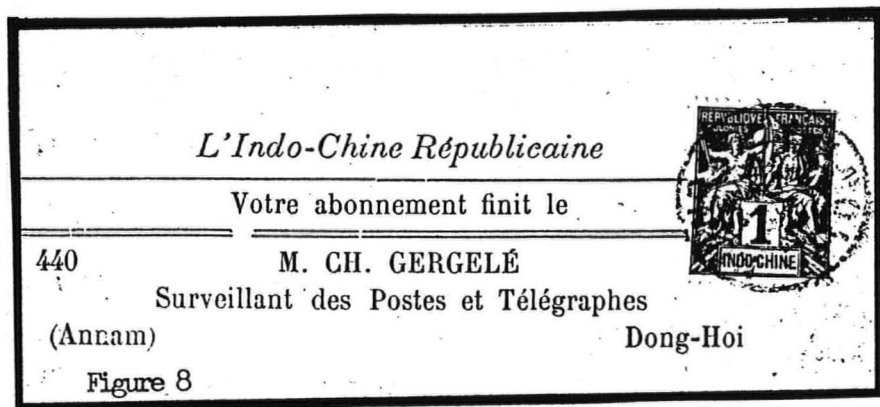 RÉPUBLIQUE FRANÇAISE
COLONIES POSTES
L'Indo-Chine Républicaine
Votre abonnement finit le
1
INDO-CHINE
440 M. CH. GERGELÉ
Surveillant des Postes et Télégraphes
(Annam) Dong-Hoi
Figure 8